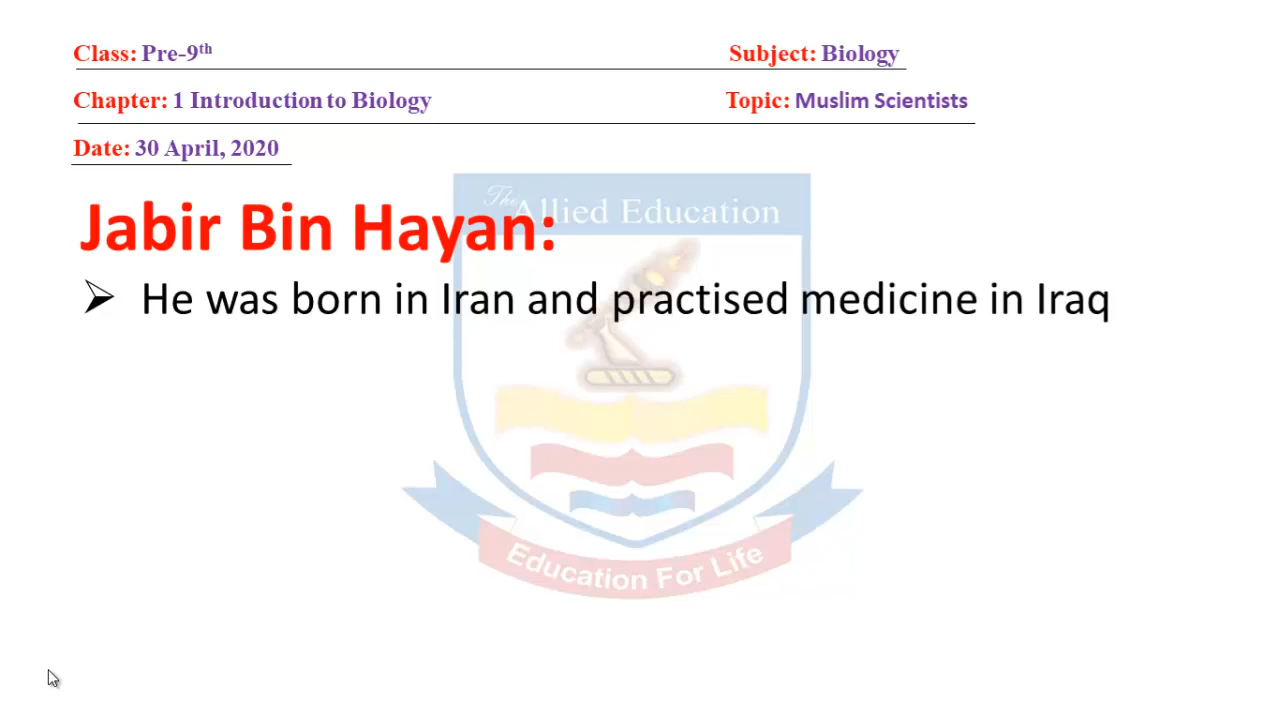 Class: Pre-9th Subject: Biology
Chapter: 1 Introduction to Biology Topic: Muslim Scientists
Date: 30 April, 2020
The Allied Education
Jabir Bin Hayan:
➢ He was born in Iran and practised medicine in Iraq
Education For Life